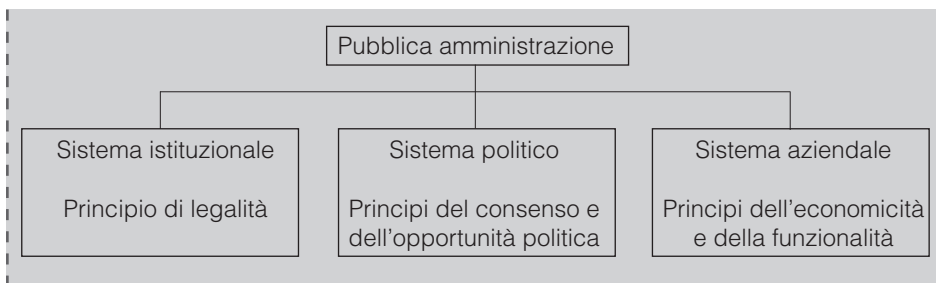 Pubblica amministrazione
Sistema istituzionale
Principio di legalità
Sistema politico
Principi del consenso e
dell'opportunità politica
Sistema aziendale
Principi dell'economicità
e della funzionalità